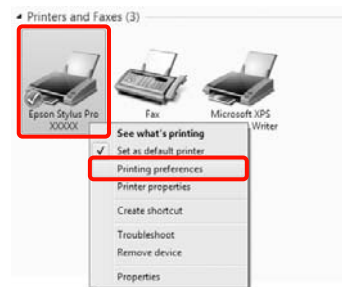 Printers and Faxes (3)
Epson Stylus Pro
XXXXX
Fax
Microsoft XPS
Writer
See what's printing
Set as default printer
Printing preferences
Printer properties
Create shortcut
Troubleshoot
Remove device
Properties